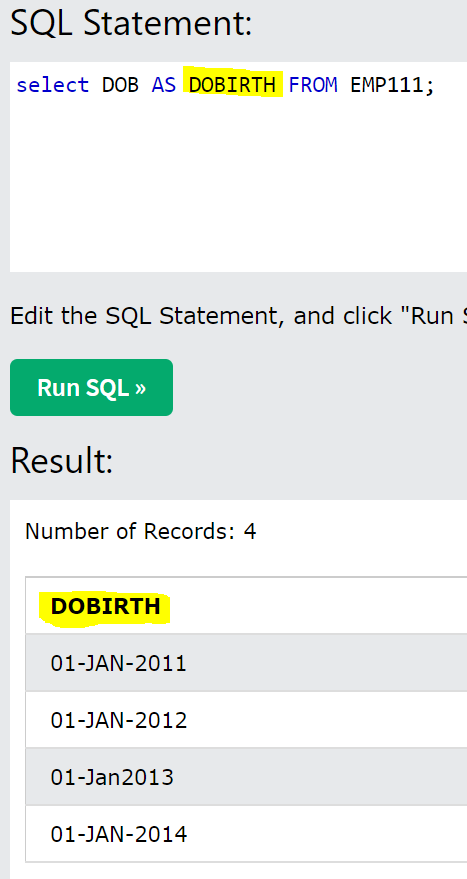 SQL Statement:
select DOB AS DOBIRTH FROM EMP111;
Edit the SQL Statement, and click "Run
Run SQL »
Result:
Number of Records: 4
DOBIRTH
01-JAN-2011
01-JAN-2012
01-Jan2013
01-JAN-2014